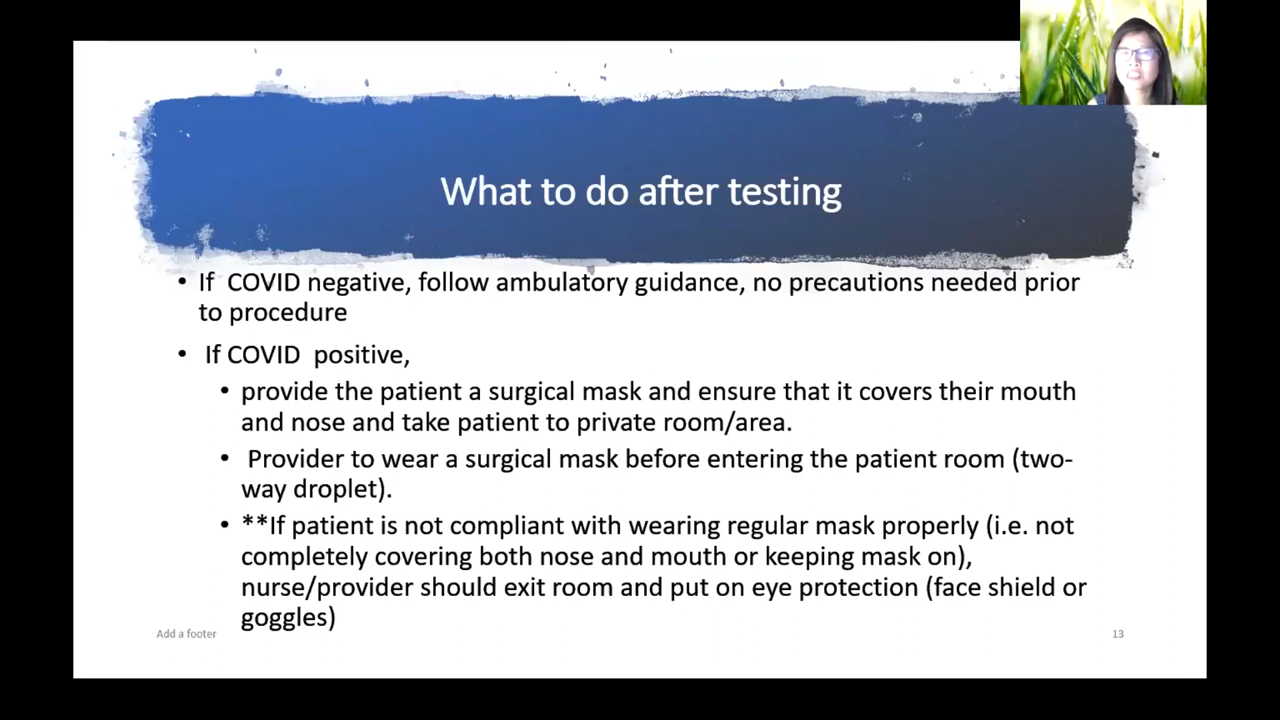 What to do after testing
• If  COVID negative, follow ambulatory guidance, no precautions needed prior
to procedure
• If COVID  positive,
• provide the patient a surgical mask and ensure that it covers their mouth
and nose and take patient to private room/area.
• Provider to wear a surgical mask before entering the patient room (two-
way droplet).
• **If patient is not compliant with wearing regular mask properly (i.e. not
completely covering both nose and mouth or keeping mask on),
nurse/provider should exit room and put on eye protection (face shield or
goggles)
Add a footer
13